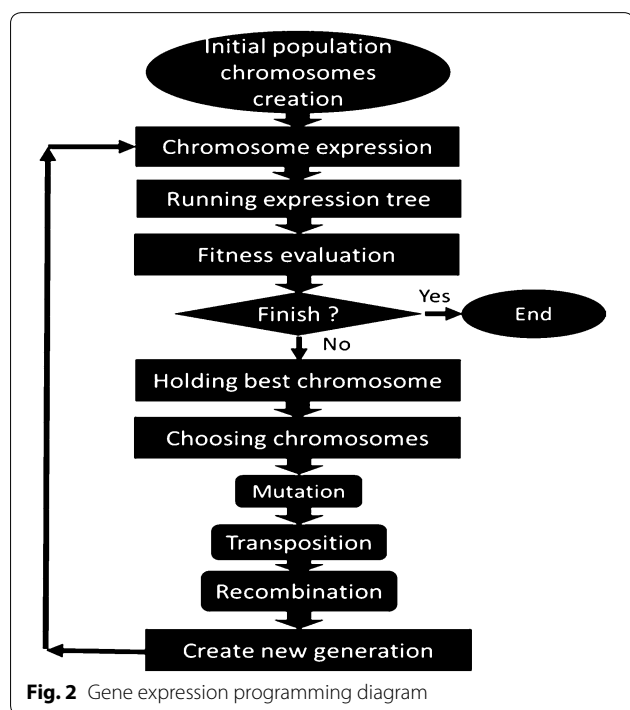 Initial population
chromosomes
creation
Chromosome expression
Running expression tree
Fitness evaluation
Finish ?
Yes
End
No
Holding best chromosome
Choosing chromosomes
Mutation
Transposition
Recombination
Create new generation
Fig. 2 Gene expression programming diagram